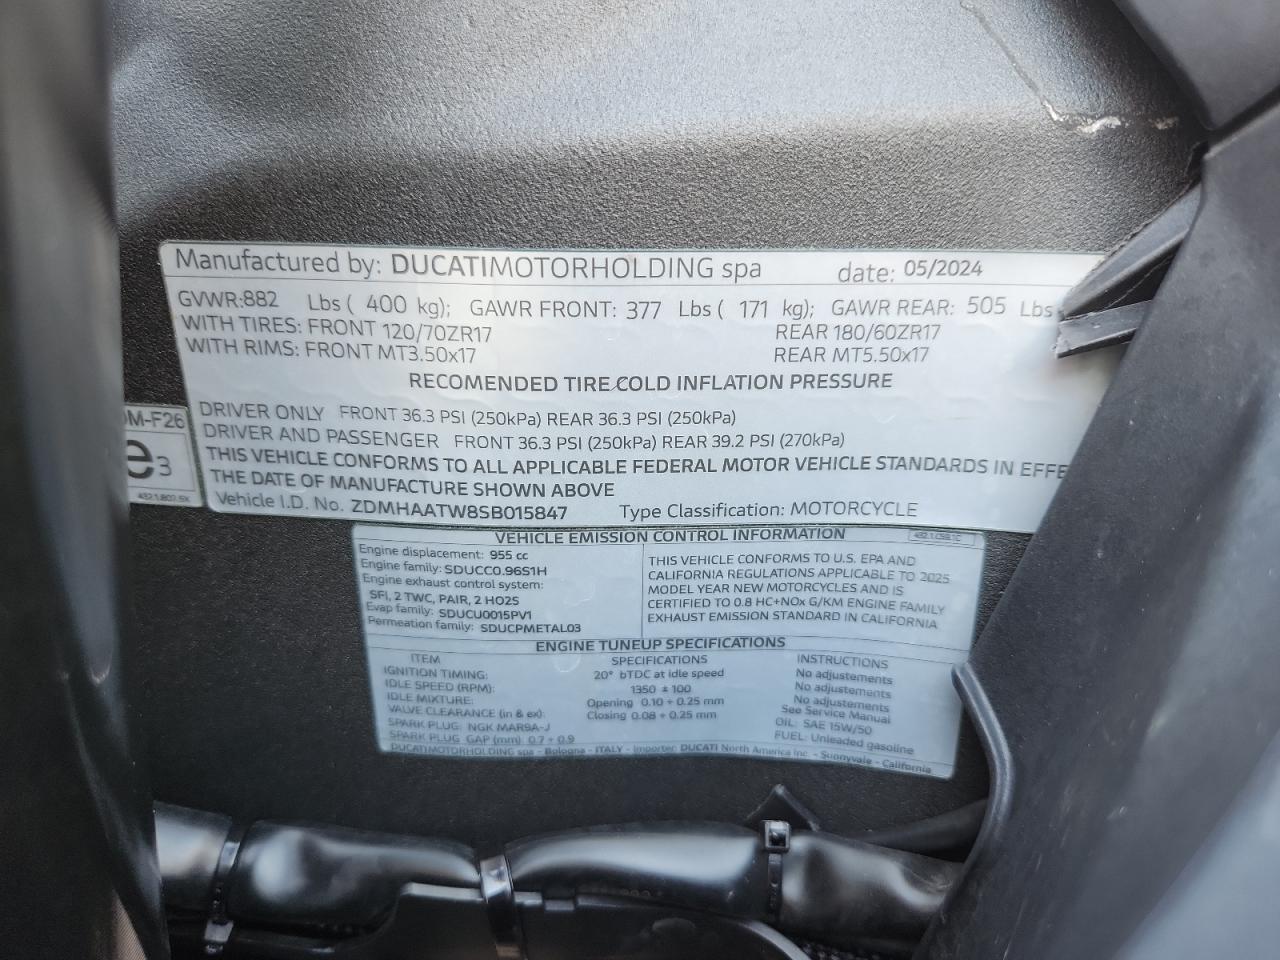 Manufactured by: DUCATIMOTORHOLDING spa date: 05/2024
GVWR:882 Lbs ( 400 kg); GAWR FRONT: 377 Lbs ( 171 kg); GAWR REAR: 505 Lbs
WITH TIRES: FRONT 120/70ZR17 REAR 180/60ZR17
WITH RIMS: FRONT MT3.50x17 REAR MT5.50x17
RECOMENDED TIRE COLD INFLATION PRESSURE
DRIVER ONLY FRONT 36.3 PSI (250kPa) REAR 36.3 PSI (250kPa)
DRIVER AND PASSENGER FRONT 36.3 PSI (250kPa) REAR 39.2 PSI (270kPa)
THIS VEHICLE CONFORMS TO ALL APPLICABLE FEDERAL MOTOR VEHICLE STANDARDS IN EFFE
THE DATE OF MANUFACTURE SHOWN ABOVE
Vehicle I.D. No. ZDMHAATW8SB015847 Type Classification: MOTORCYCLE
DM-F26
e3
VEHICLE EMISSION CONTROL INFORMATION
Engine displacement: 955 cc
Engine family: SDUCC0.96S1H
Engine exhaust control system:
SFI, 2 TWC, PAIR, 2 HO2S
Evap family: SDUCU0015PV1
Permeation family: SDUCPMETAL03
THIS VEHICLE CONFORMS TO U.S. EPA AND
CALIFORNIA REGULATIONS APPLICABLE TO 2025
MODEL YEAR NEW MOTORCYCLES AND IS
CERTIFIED TO 0.8 HC+NOx G/KM ENGINE FAMILY
EXHAUST EMISSION STANDARD IN CALIFORNIA
ENGINE TUNEUP SPECIFICATIONS
ITEM SPECIFICATIONS INSTRUCTIONS
IGNITION TIMING: 20° bTDC at idle speed No adjustements
IDLE SPEED (RPM): 1350 ± 100 No adjustements
IDLE MIXTURE: No adjustements
VALVE CLEARANCE (in & ex): Opening 0.10 ÷ 0.25 mm See Service Manual
Closing 0.08 ÷ 0.25 mm
SPARK PLUG: NGK MAR9A-J OIL: SAE 15W/50
SPARK PLUG GAP (mm): 0.7 ÷ 0.9 FUEL: Unleaded gasoline
DUCATIMOTORHOLDING spa - Bologna - ITALY - Importer: DUCATI North America Inc. - Sunnyvale - California